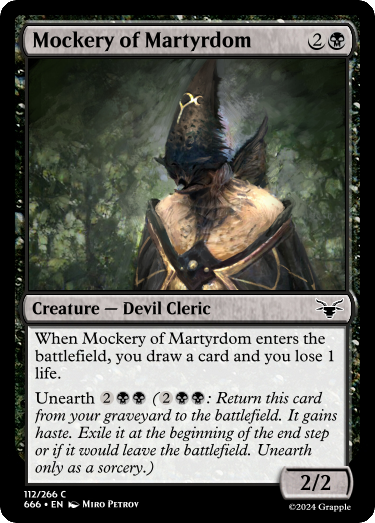 Mockery of Martyrdom 2
Creature — Devil Cleric
When Mockery of Martyrdom enters the
battlefield, you draw a card and you lose 1
life.
Unearth 2 ( 2 : Return this card
from your graveyard to the battlefield. It gains
haste. Exile it at the beginning of the end step
or if it would leave the battlefield. Unearth
only as a sorcery.)
2/2
112/266 C
666 • EN Miro Petrov
©2024 Grapple